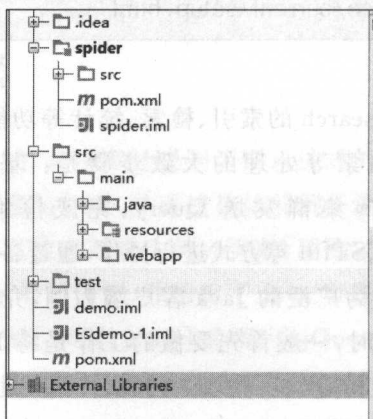 .idea
spider
src
pom.xml
spider.iml
src
main
java
resources
webapp
test
demo.iml
Esdemo-1.iml
pom.xml
External Libraries